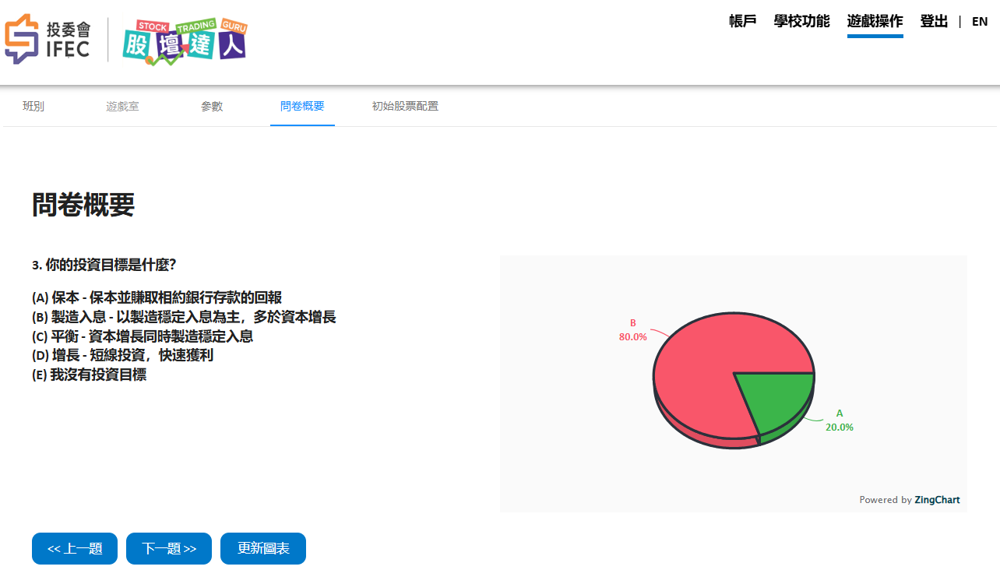 投委會
IFEC
STOCK TRADING GURU
股壇達人
帳戶 學校功能 遊戲操作 登出 | EN
班別 遊戲室 參數 問卷概要 初始股票配置
問卷概要
3. 你的投資目標是什麼？
(A) 保本 - 保本並賺取相約銀行存款的回報
(B) 製造入息 - 以製造穩定入息為主，多於資本增長
(C) 平衡 - 資本增長同時製造穩定入息
(D) 增長 - 短線投資，快速獲利
(E) 我沒有投資目標
B
80.0%
A
20.0%
Powered by ZingChart
<< 上一題 下一題 >> 更新圖表